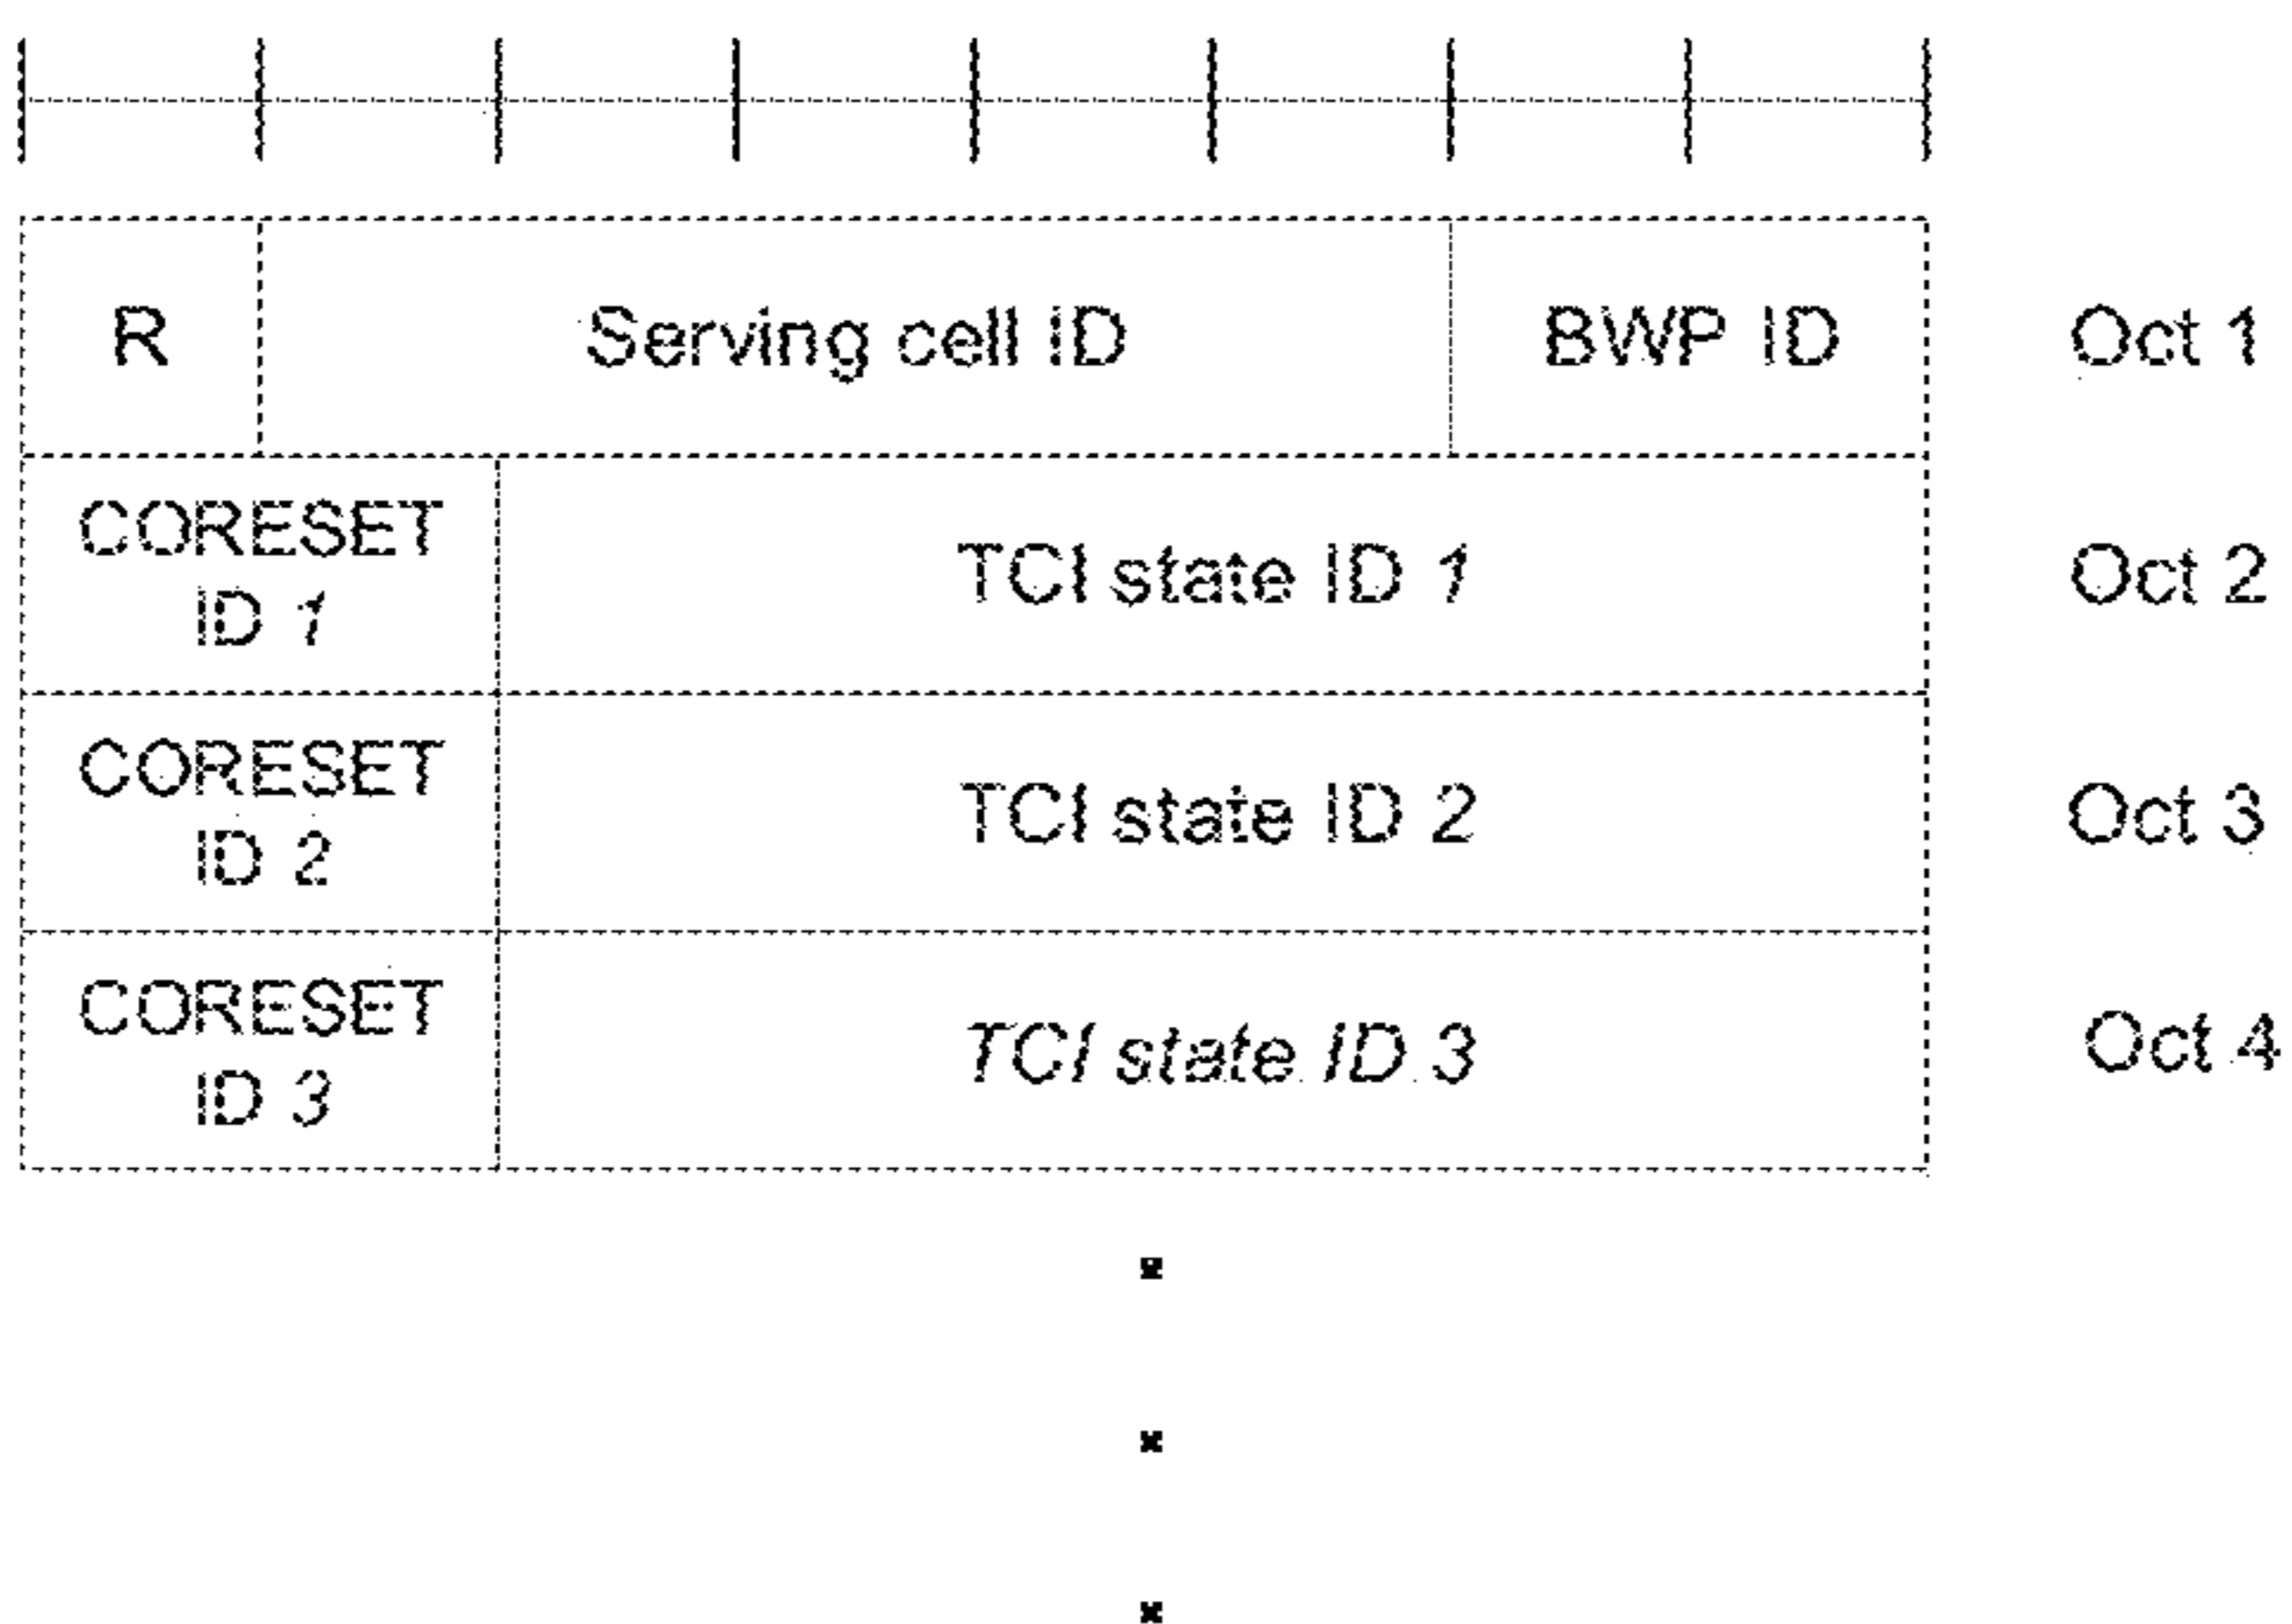 R Serving cell ID BWP ID Oct 1
CORESET
ID 1
TCI state ID 1 Oct 2
CORESET
ID 2
TCI state ID 2 Oct 3
CORESET
ID 3
TCI state ID 3 Oct 4